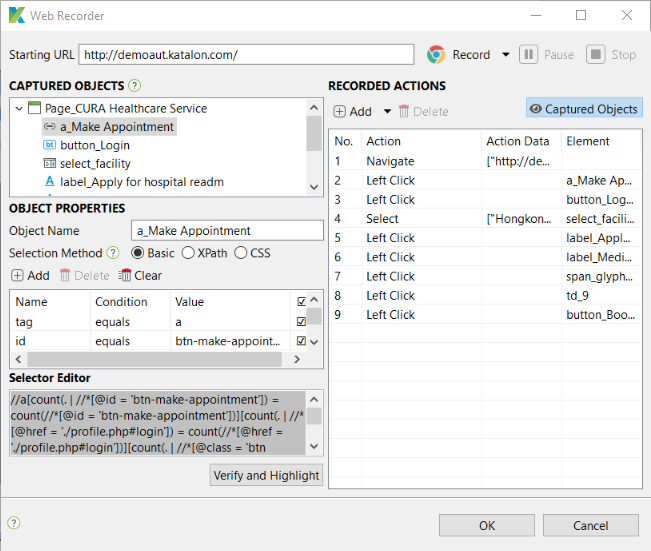 Web Recorder
Starting URL http://demoaut.katalon.com/ Record Pause Stop
CAPTURED OBJECTS ?
Page_CURA Healthcare Service
a_Make Appointment
button_Login
select_facility
A label_Apply for hospital readm
OBJECT PROPERTIES
Object Name a_Make Appointment
Selection Method ? Basic XPath CSS
Add Delete Clear
Name Condition Value
tag equals a
id equals btn-make-appoint...
Selector Editor
//a[count(. | //*[@id = 'btn-make-appointment']) =
count(//*[@id = 'btn-make-appointment'])][count(. | //*
[@href = './profile.php#login']) = count(//*[@href =
'./profile.php#login'])][count(. | //*[@class = 'btn
Verify and Highlight
RECORDED ACTIONS
Add Delete Captured Objects
No. Action Action Data Element
1 Navigate ["http://de...
2 Left Click a_Make Ap...
3 Left Click button_Log...
4 Select ["Hongkon... select_facili...
5 Left Click label_Appl...
6 Left Click label_Medi...
7 Left Click span_glyph...
8 Left Click td_9
9 Left Click button_Boo...
? OK Cancel